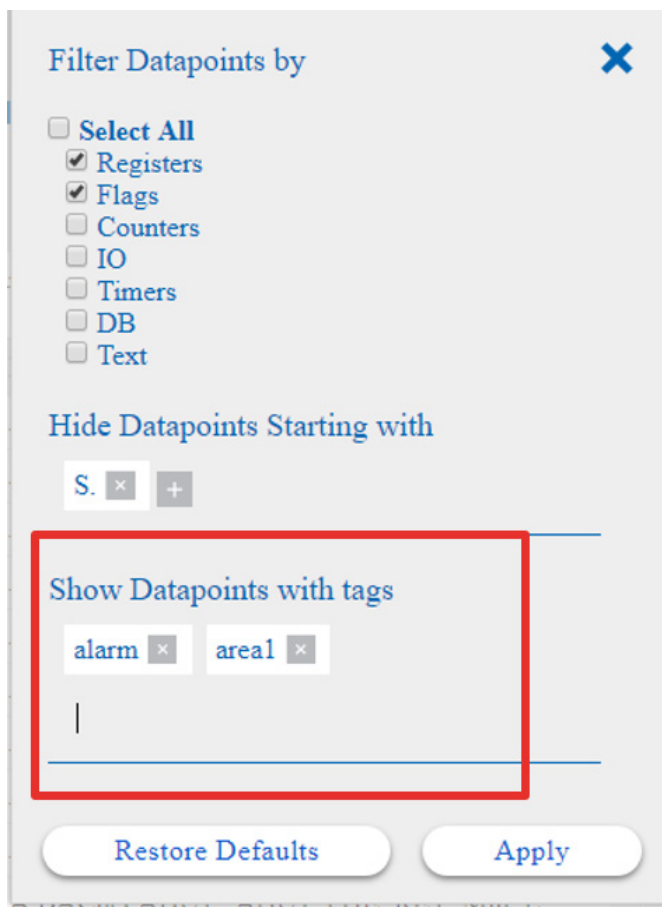 Filter Datapoints by
Select All
Registers
Flags
Counters
IO
Timers
DB
Text
Hide Datapoints Starting with
S.
Show Datapoints with tags
alarm area1
Restore Defaults Apply